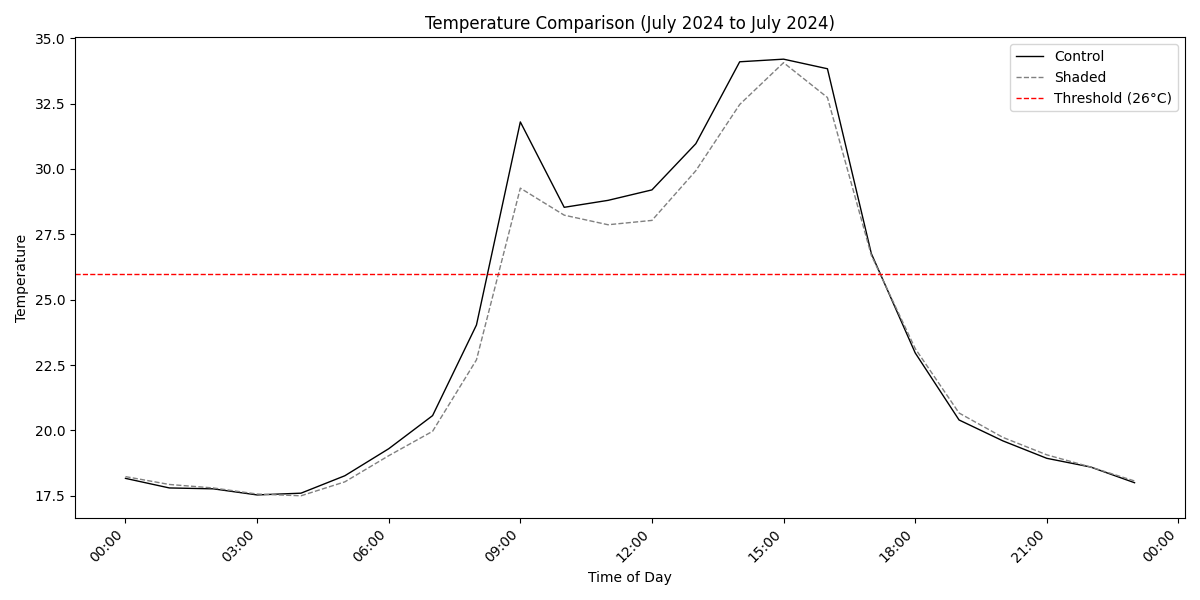 Temperature Comparison (July 2024 to July 2024)
35.0
32.5
30.0
27.5
25.0
22.5
20.0
17.5
Temperature
Control
Shaded
Threshold (26°C)
00:00
03:00
06:00
09:00
12:00
15:00
18:00
21:00
00:00
Time of Day